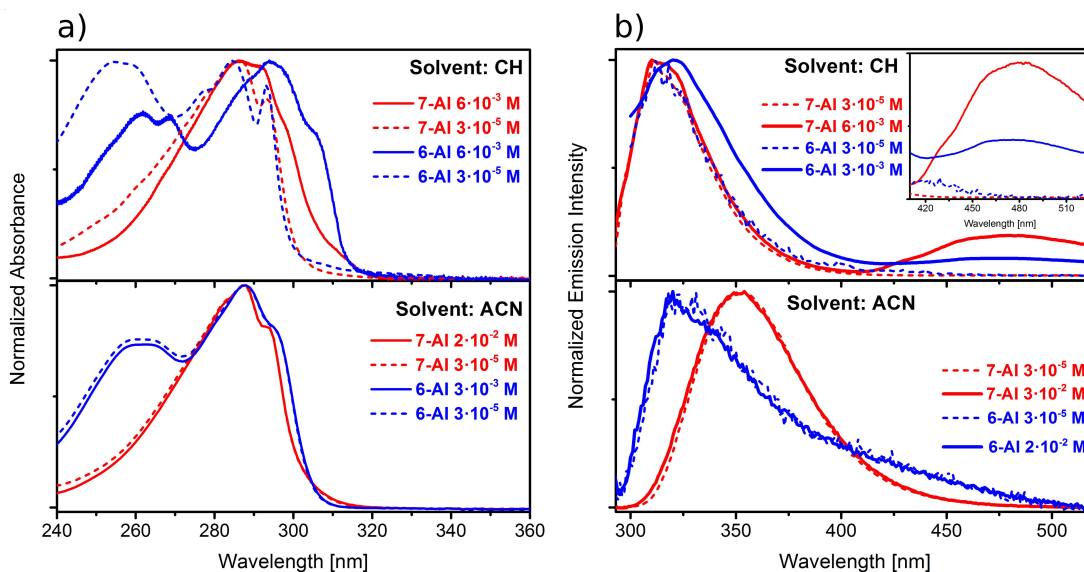 a)
Solvent: CH
7-AI 6·10⁻³ M
7-AI 3·10⁻⁵ M
6-AI 6·10⁻³ M
6-AI 3·10⁻⁵ M
Solvent: ACN
7-AI 2·10⁻² M
7-AI 3·10⁻⁵ M
6-AI 3·10⁻³ M
6-AI 3·10⁻⁵ M
Normalized Absorbance
240 260 280 300 320 340 360
Wavelength [nm]
b)
Solvent: CH
7-AI 3·10⁻⁵ M
7-AI 6·10⁻³ M
6-AI 3·10⁻⁵ M
6-AI 3·10⁻³ M
420 450 480 510
Wavelength [nm]
Solvent: ACN
7-AI 3·10⁻⁵ M
7-AI 3·10⁻² M
6-AI 3·10⁻⁵ M
6-AI 2·10⁻² M
Normalized Emission Intensity
300 350 400 450 500
Wavelength [nm]